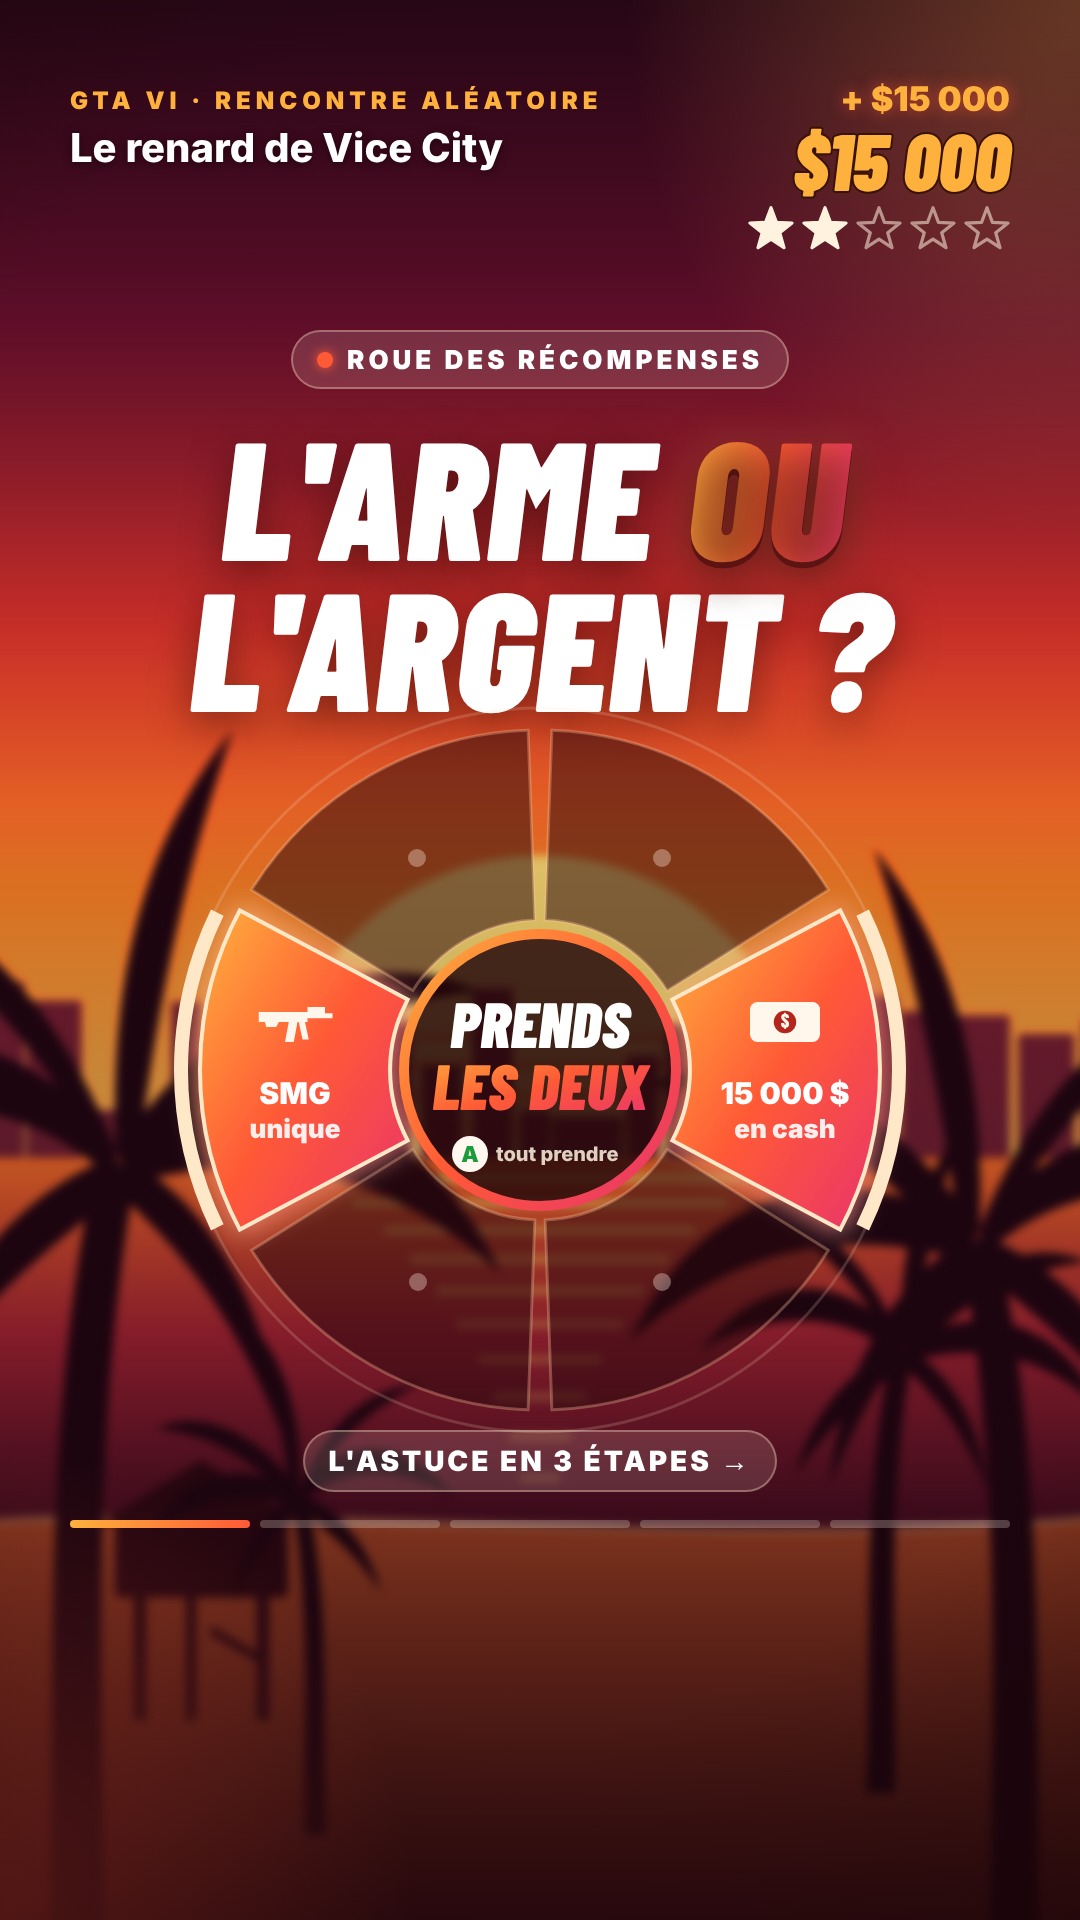 GTA VI · RENCONTRE ALÉATOIRE
Le renard de Vice City
+ $15 000
$15 000
ROUE DES RÉCOMPENSES
L'ARME OU
L'ARGENT ?
SMG
unique
PRENDS
LES DEUX
A tout prendre
$
15 000 $
en cash
L'ASTUCE EN 3 ÉTAPES →